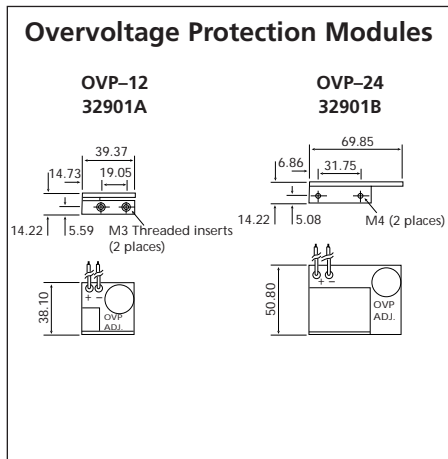 Overvoltage Protection Modules
OVP–12
32901A
39.37
14.73
19.05
14.22
5.59
M3 Threaded inserts
(2 places)
38.10
+ –
OVP
ADJ.
OVP–24
32901B
69.85
6.86
31.75
14.22
5.08
M4 (2 places)
50.80
+ –
OVP
ADJ.